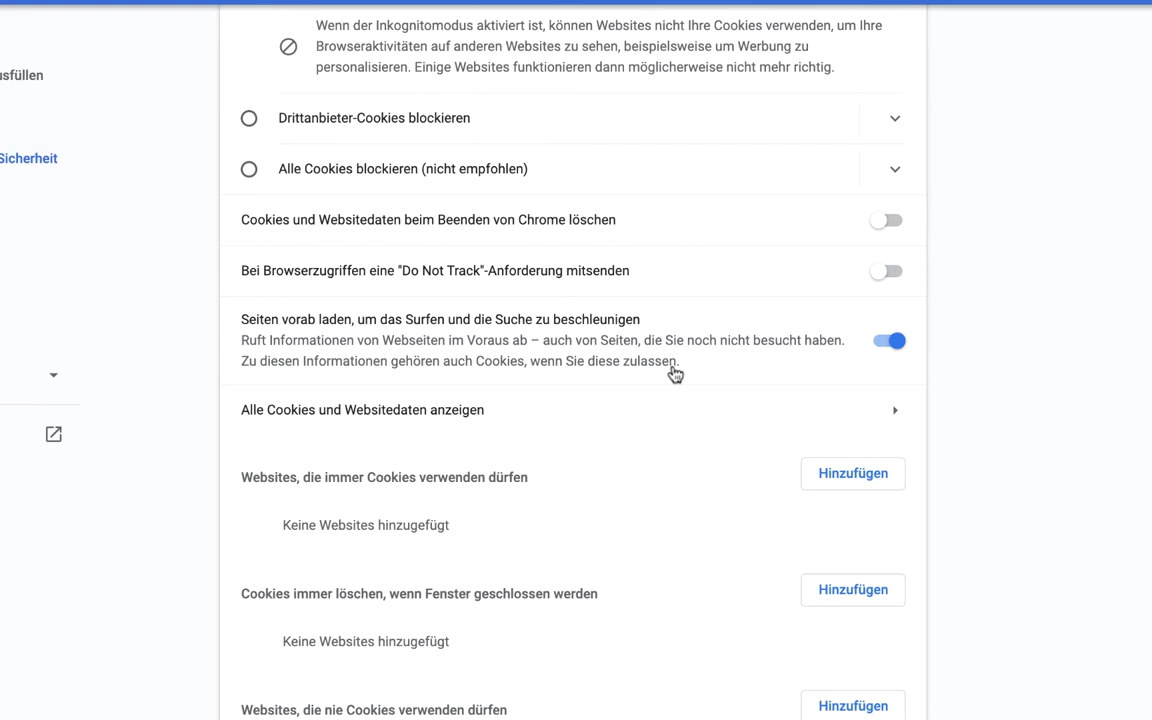 Wenn der Inkognitomodus aktiviert ist, können Websites nicht Ihre Cookies verwenden, um Ihre
Browseraktivitäten auf anderen Websites zu sehen, beispielsweise um Werbung zu
personalisieren. Einige Websites funktionieren dann möglicherweise nicht mehr richtig.
usfüllen
Drittanbieter-Cookies blockieren
Sicherheit
Alle Cookies blockieren (nicht empfohlen)
Cookies und Websitedaten beim Beenden von Chrome löschen
Bei Browserzugriffen eine "Do Not Track"-Anforderung mitsenden
Seiten vorab laden, um das Surfen und die Suche zu beschleunigen
Ruft Informationen von Webseiten im Voraus ab – auch von Seiten, die Sie noch nicht besucht haben.
Zu diesen Informationen gehören auch Cookies, wenn Sie diese zulassen.
Alle Cookies und Websitedaten anzeigen
Websites, die immer Cookies verwenden dürfen
Hinzufügen
Keine Websites hinzugefügt
Cookies immer löschen, wenn Fenster geschlossen werden
Hinzufügen
Keine Websites hinzugefügt
Websites, die nie Cookies verwenden dürfen
Hinzufügen